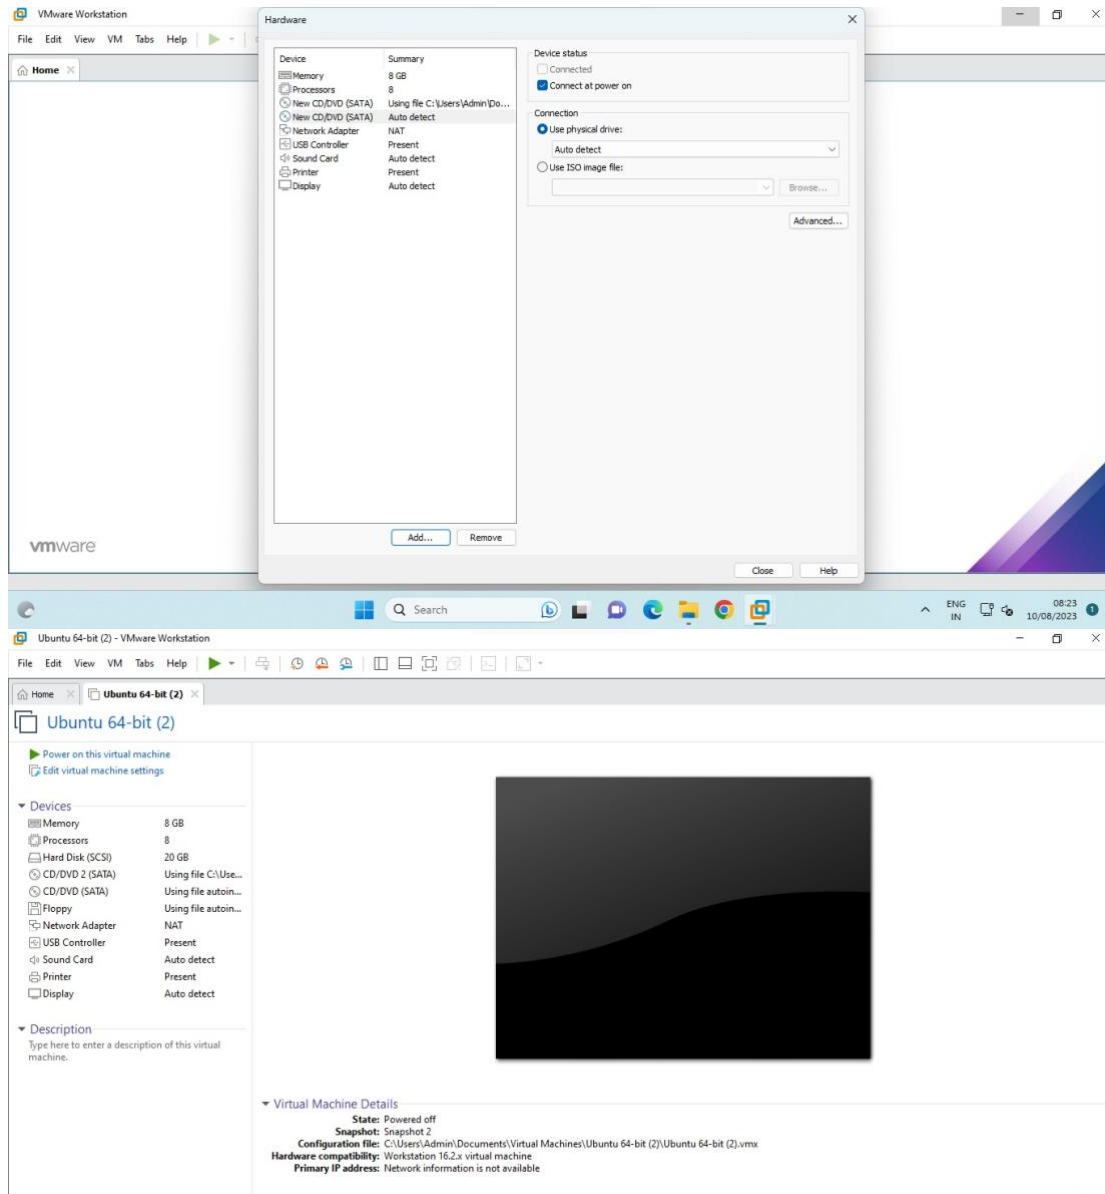 VMware Workstation
File Edit View VM Tabs Help
Home
Hardware
Device Summary
Memory 8 GB
Processors 8
New CD/DVD (SATA) Using file C:\Users\Admin\Do...
New CD/DVD (SATA) Auto detect
Network Adapter NAT
USB Controller Present
Sound Card Auto detect
Printer Present
Display Auto detect
Add... Remove
Device status
Connected
Connect at power on
Connection
Use physical drive:
Auto detect
Use ISO image file:
Browse...
Advanced...
Close Help
vmware
Search
ENG
IN
08:23
10/08/2023
1
Ubuntu 64-bit (2) - VMware Workstation
File Edit View VM Tabs Help
Home Ubuntu 64-bit (2)
Ubuntu 64-bit (2)
Power on this virtual machine
Edit virtual machine settings
Devices
Memory 8 GB
Processors 8
Hard Disk (SCSI) 20 GB
CD/DVD 2 (SATA) Using file C:\Use...
CD/DVD (SATA) Using file autoin...
Floppy Using file autoin...
Network Adapter NAT
USB Controller Present
Sound Card Auto detect
Printer Present
Display Auto detect
Description
Type here to enter a description of this virtual
machine.
Virtual Machine Details
State: Powered off
Snapshot: Snapshot 2
Configuration file: C:\Users\Admin\Documents\Virtual Machines\Ubuntu 64-bit (2)\Ubuntu 64-bit (2).vmx
Hardware compatibility: Workstation 16.2.x virtual machine
Primary IP address: Network information is not available